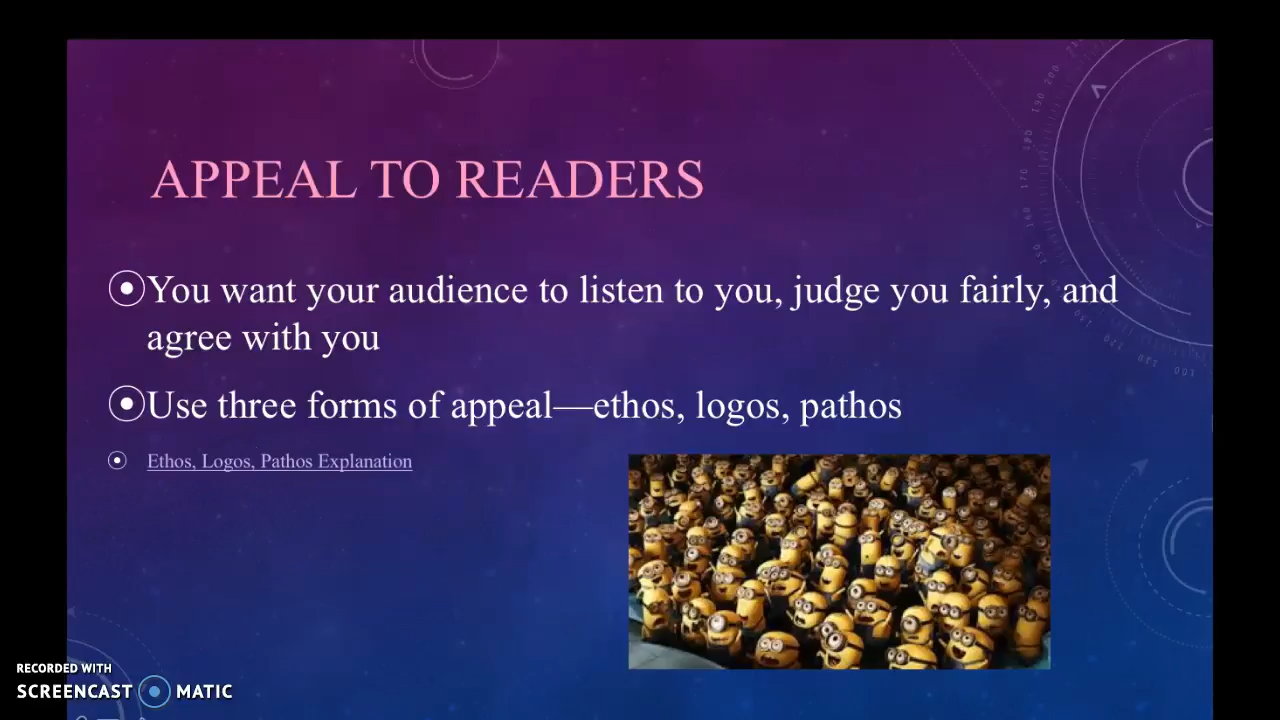 APPEAL TO READERS
You want your audience to listen to you, judge you fairly, and
agree with you
Use three forms of appeal—ethos, logos, pathos
Ethos, Logos, Pathos Explanation
RECORDED WITH
SCREENCAST MATIC